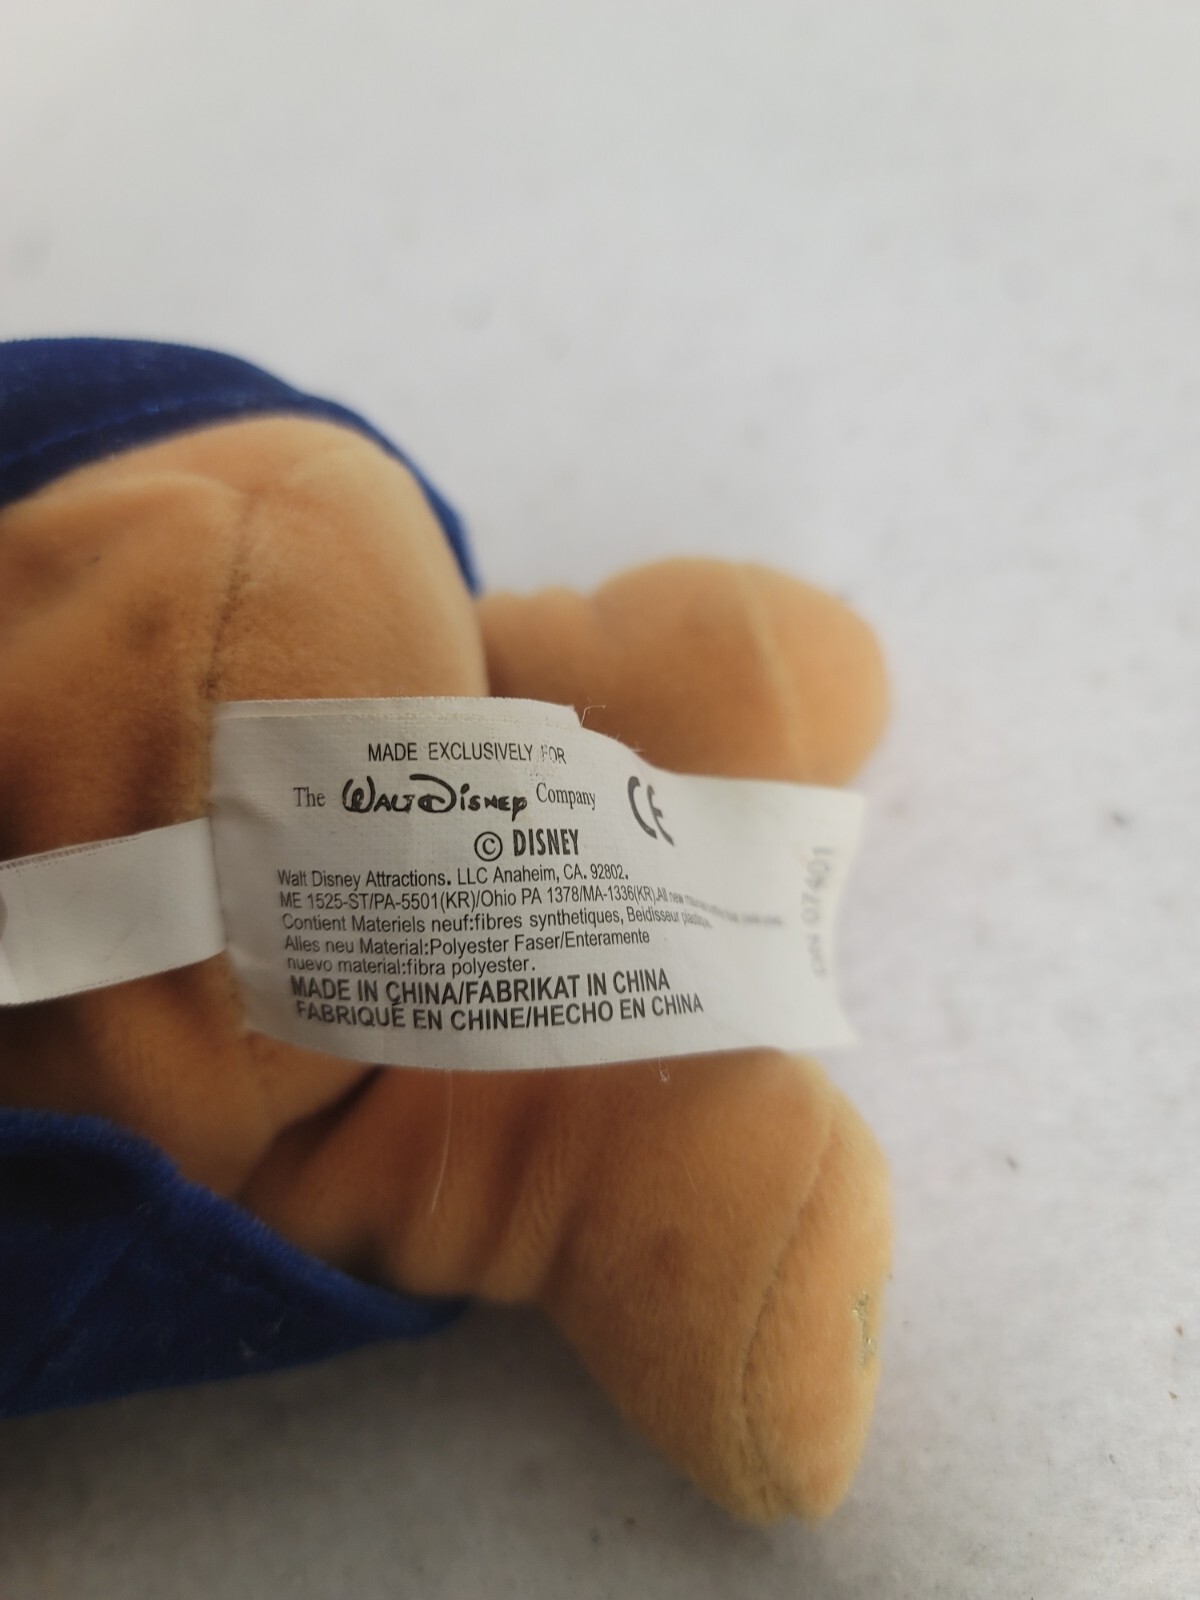 MADE EXCLUSIVELY FOR
The WALT DISNEY Company
CE
© DISNEY
Walt Disney Attractions. LLC Anaheim, CA. 92802.
ME 1525-ST/PA-5501(KR)/Ohio PA 1378/MA-1336(KR).All new
Contient Materiels neuf:fibres synthetiques, Beidisseur
Alles neu Material:Polyester Faser/Enteramente
nuevo material:fibra polyester.
MADE IN CHINA/FABRIKAT IN CHINA
FABRIQUÉ EN CHINE/HECHO EN CHINA